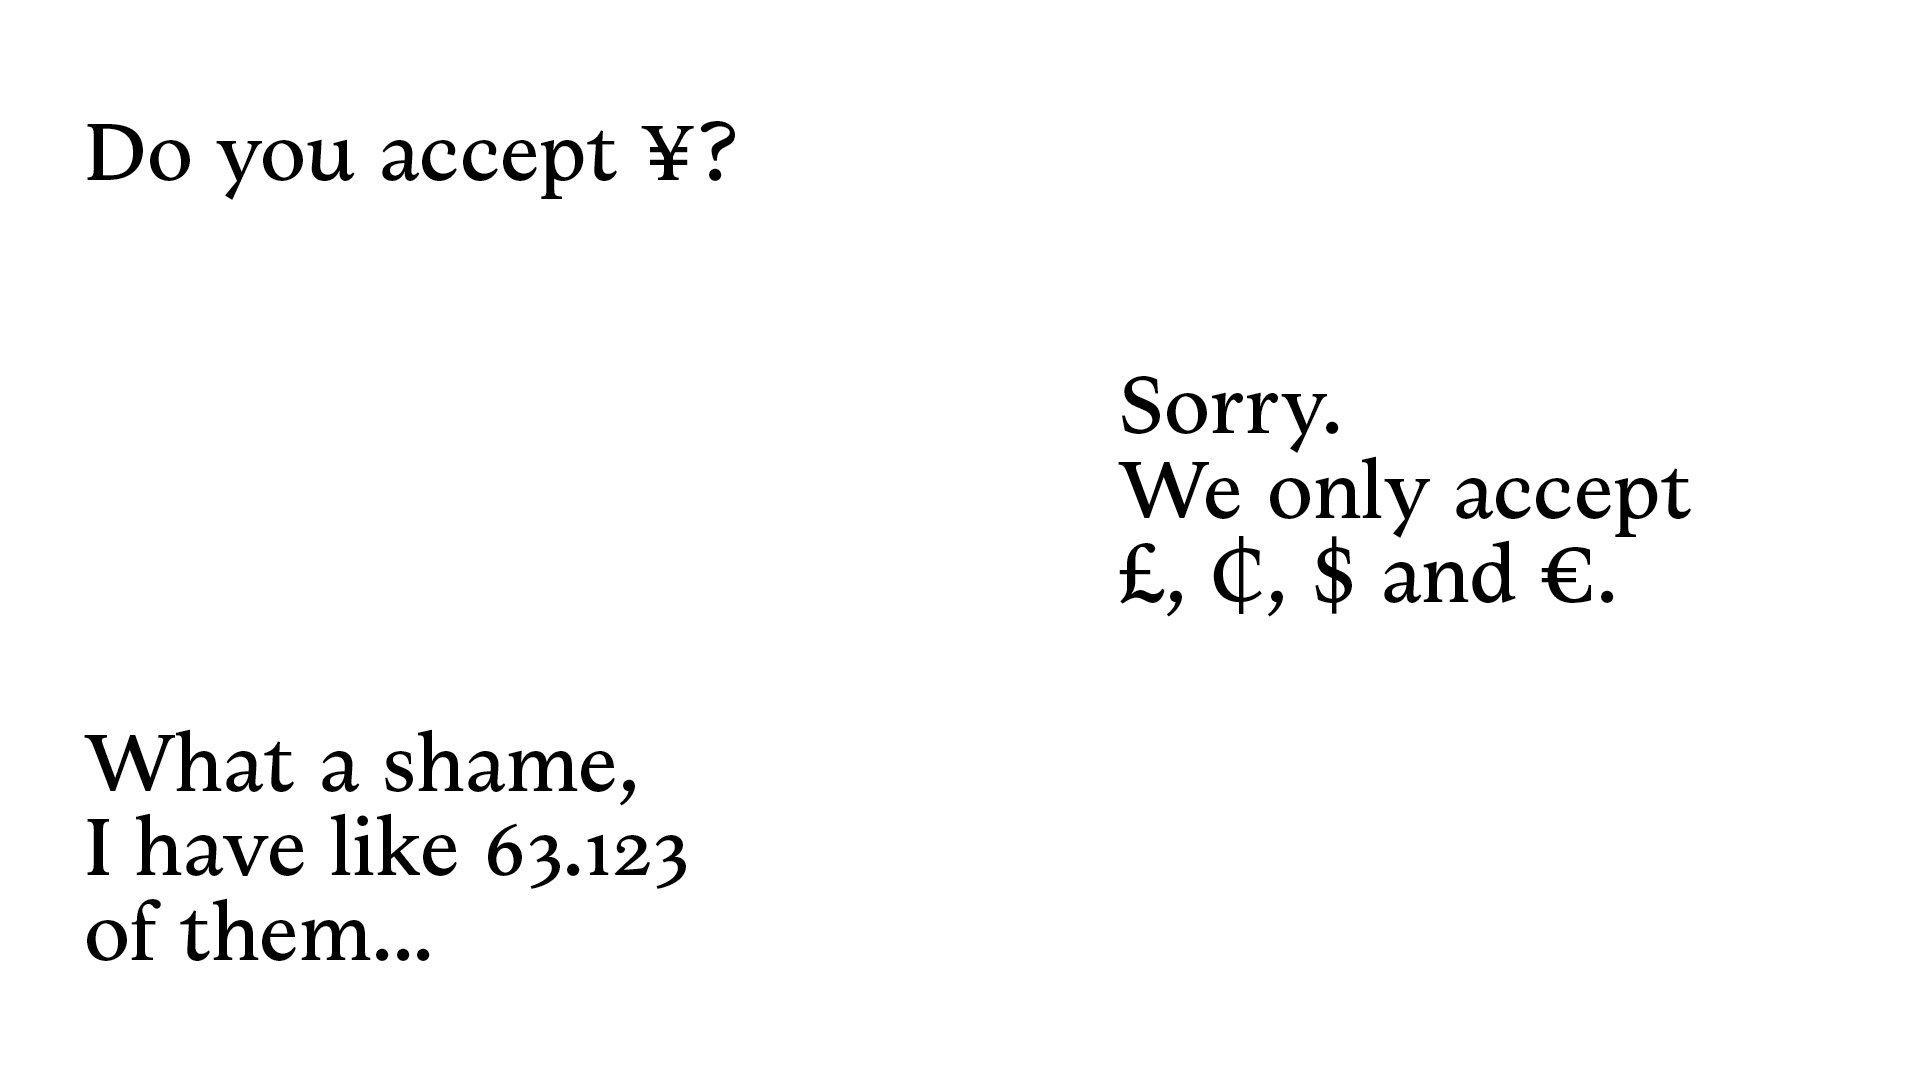 Do you accept ¥?
Sorry.
We only accept
£, ₵, $ and €.
What a shame,
I have like 63.123
of them...